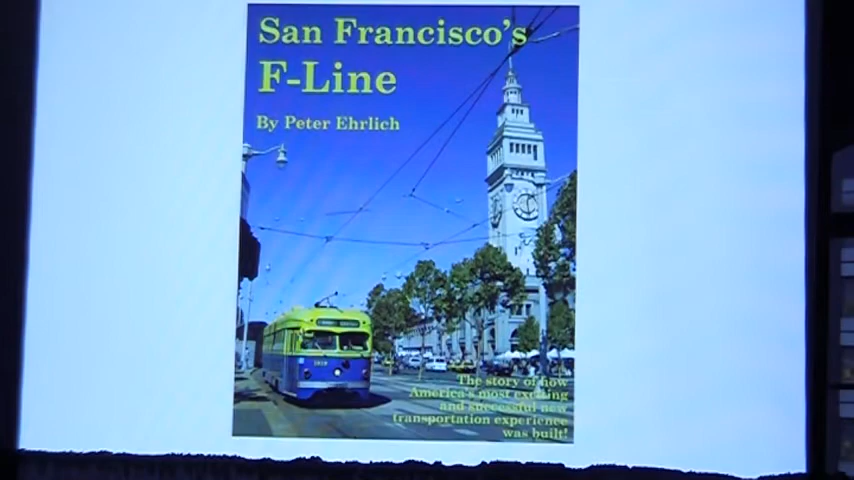 San Francisco's
F-Line
By Peter Ehrlich
The story of how
America's most exciting
and successful new
transportation experience
was built!